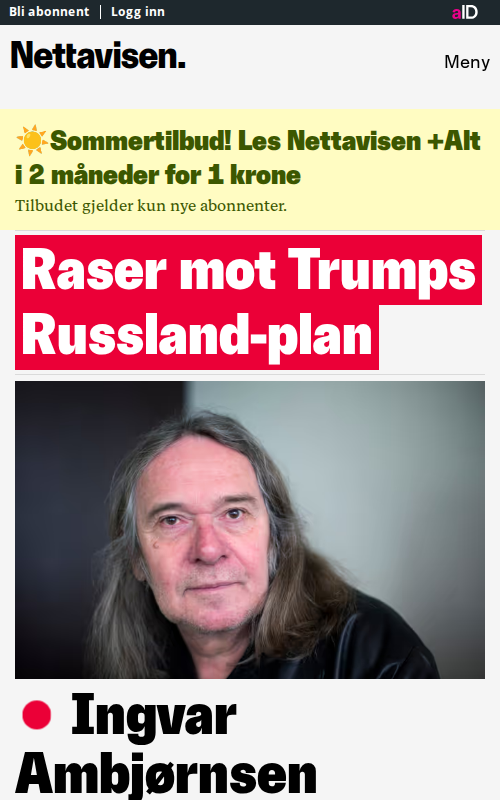 Bli abonnent
Logg inn
aID
Nettavisen.
Meny
Sommertilbud! Les Nettavisen +Alt
i 2 måneder for 1 krone
Tilbudet gjelder kun nye abonnenter.
Raser mot Trumps
Russland-plan
Ingvar
Ambjørnsen